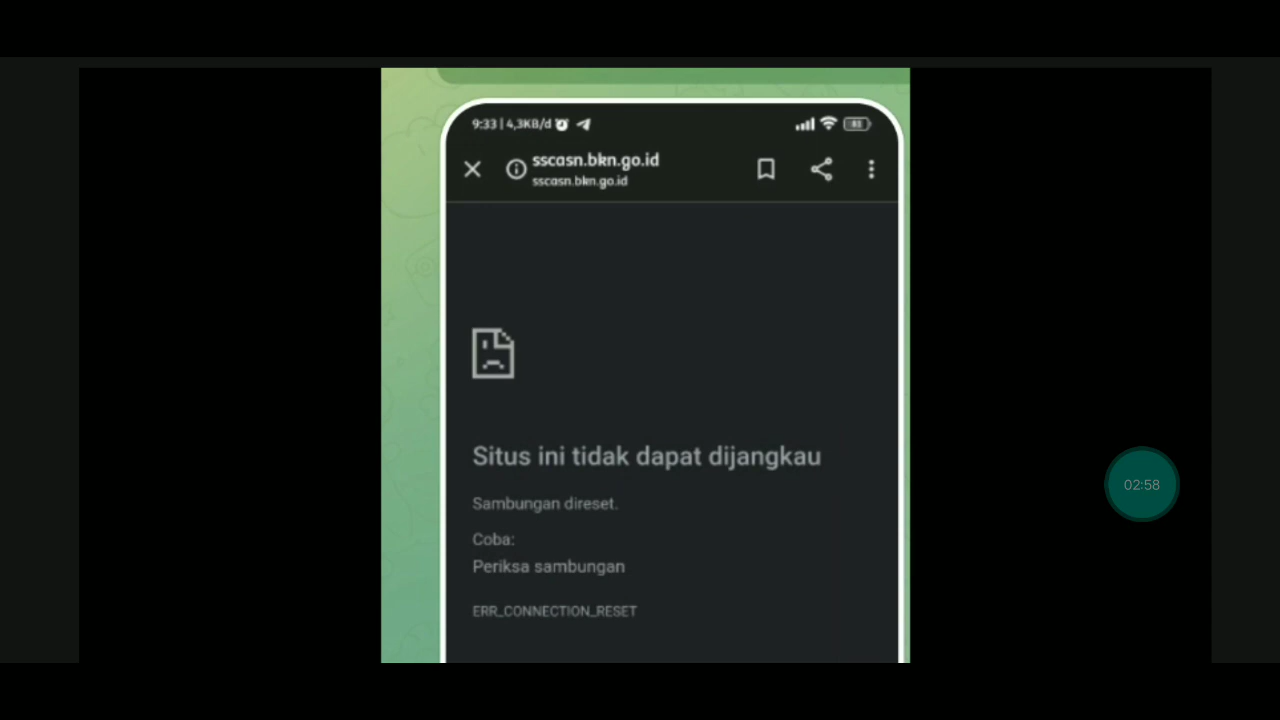 9:33 | 4,3KB/d
sscasn.bkn.go.id
sscasn.bkn.go.id
Situs ini tidak dapat dijangkau
Sambungan direset.
Coba:
Periksa sambungan
ERR_CONNECTION_RESET
02:58